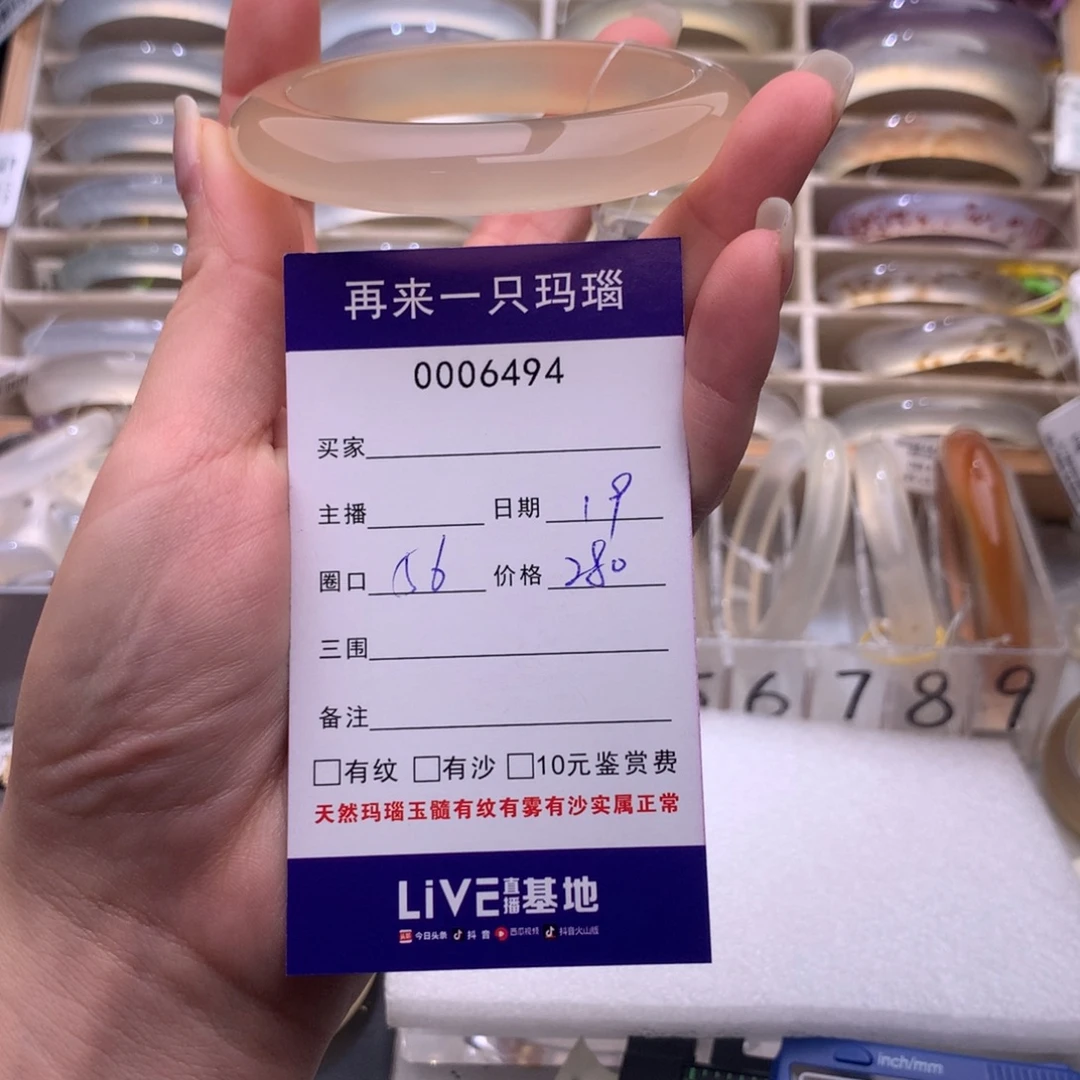 再来一只玛瑙
0006494
买家
主播 日期 19
圈口 56 价格 280
三围
备注
□有纹 □有沙 □10元鉴赏费
天然玛瑙玉髓有纹有雾有沙实属正常
LiVE直播基地
今日头条 抖音 西瓜视频 抖音火山版
5 6 7 8 9
inch/mm